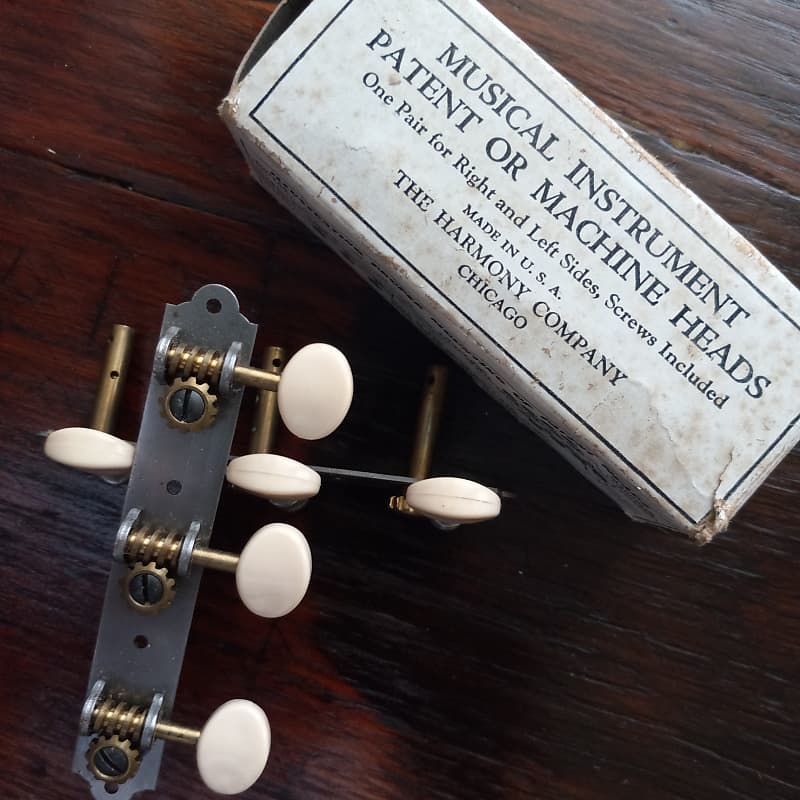 MUSICAL INSTRUMENT
PATENT OR MACHINE HEADS
One Pair for Right and Left Sides, Screws Included
MADE IN U. S. A.
THE HARMONY COMPANY
CHICAGO